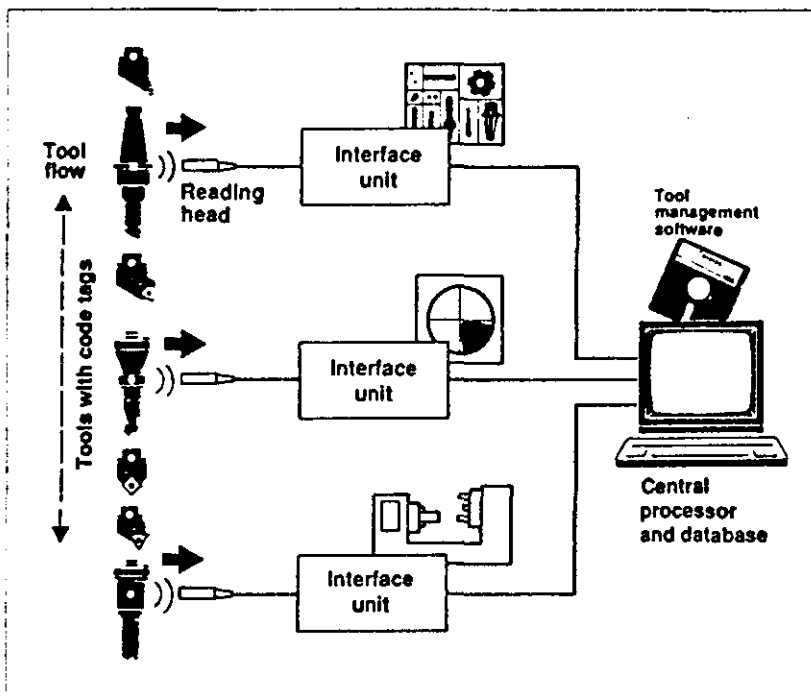 Tool
flow
Reading
head
Interface
unit
Tool
management
software
Tools with code tags
Interface
unit
Central
processor
and database
Interface
unit